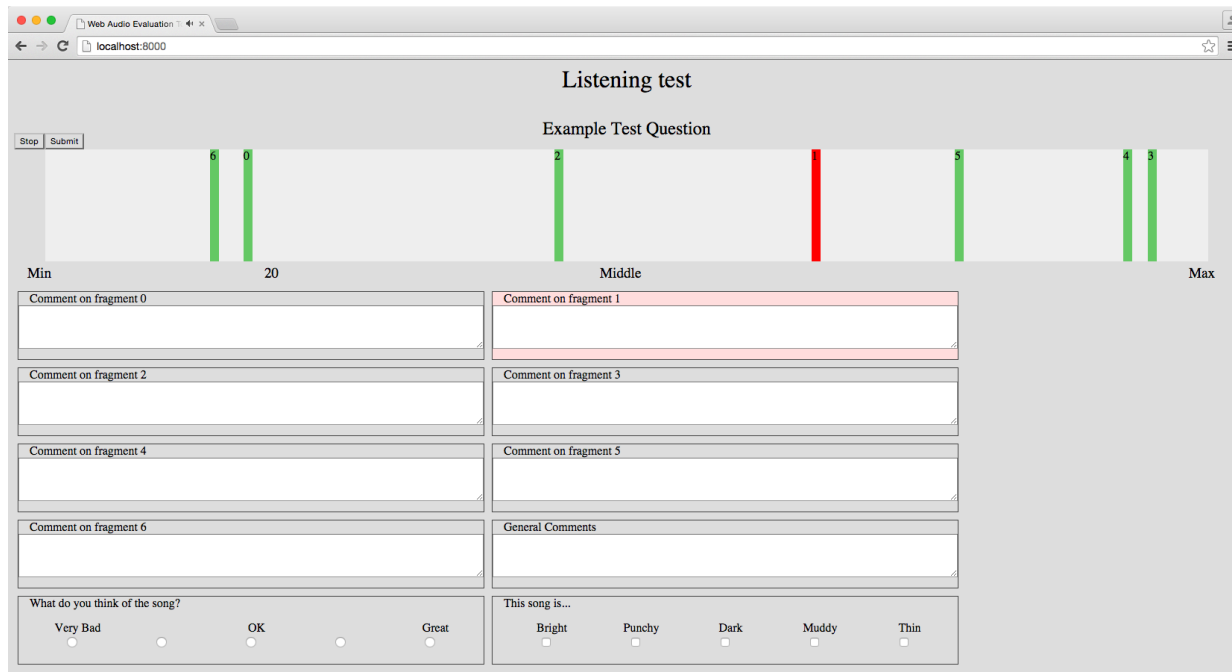 Web Audio Evaluation T
localhost:8000
Listening test
Example Test Question
Stop Submit
6 0 2 1 5 4 3
Min 20 Middle Max
Comment on fragment 0 Comment on fragment 1
Comment on fragment 2 Comment on fragment 3
Comment on fragment 4 Comment on fragment 5
Comment on fragment 6 General Comments
What do you think of the song? This song is...
Very Bad OK Great Bright Punchy Dark Muddy Thin